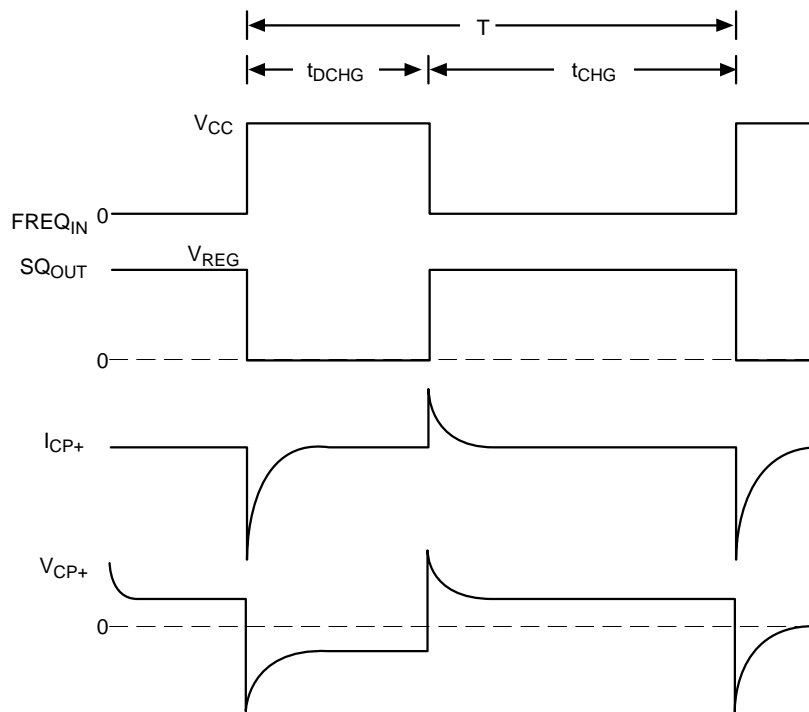 T
tDCHG
tCHG
VCC
0
FREQIN
VREG
SQOUT
0
ICP+
VCP+
0